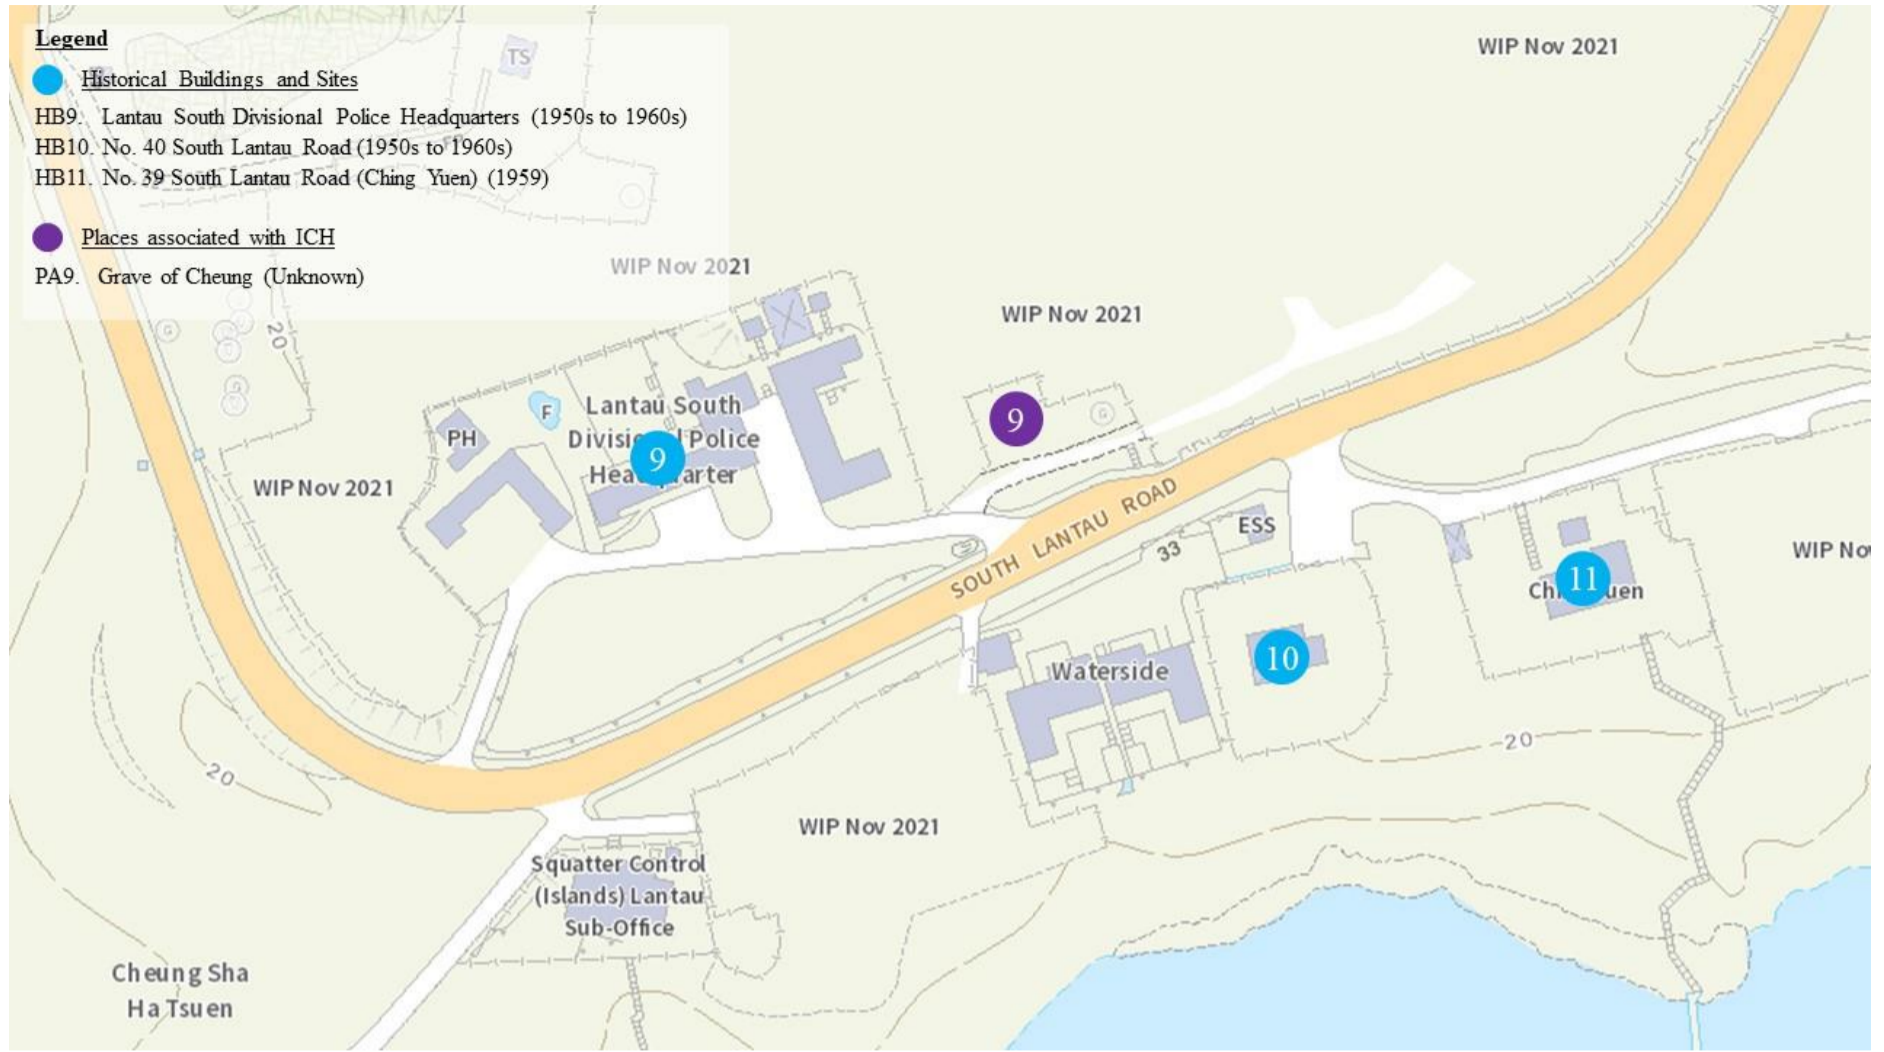 Legend
Historical Buildings and Sites
HB9. Lantau South Divisional Police Headquarters (1950s to 1960s)
HB10. No. 40 South Lantau Road (1950s to 1960s)
HB11. No. 39 South Lantau Road (Ching Yuen) (1959)
Places associated with ICH
PA9. Grave of Cheung (Unknown)
TS
WIP Nov 2021
WIP Nov 2021
WIP Nov 2021
20
G
G
F
PH
Lantau South
Police
9
9
G
WIP Nov 2021
SOUTH LANTAU ROAD
33
ESS
WIP
11
10
Waterside
20
20
WIP Nov 2021
Squatter Control
(Islands) Lantau
Sub-Office
Cheung Sha
Ha Tsuen